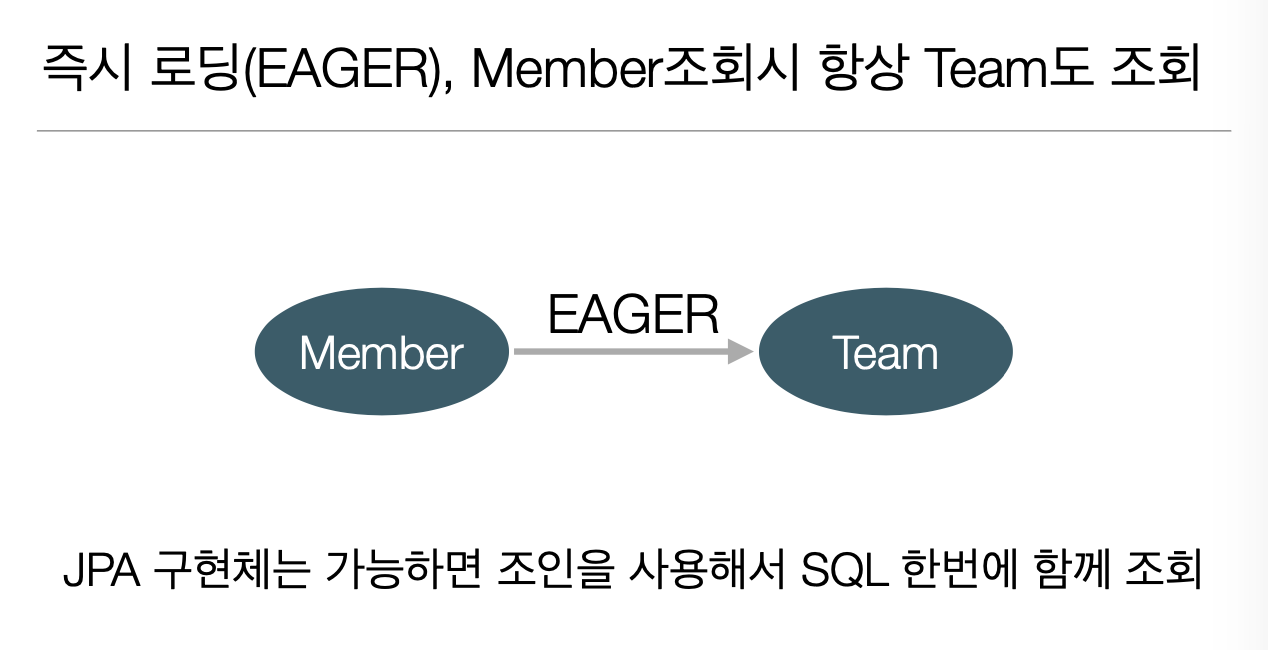 즉시 로딩(EAGER), Member조회시 항상 Team도 조회
EAGER
Member
Team
JPA 구현체는 가능하면 조인을 사용해서 SQL 한번에 함께 조회